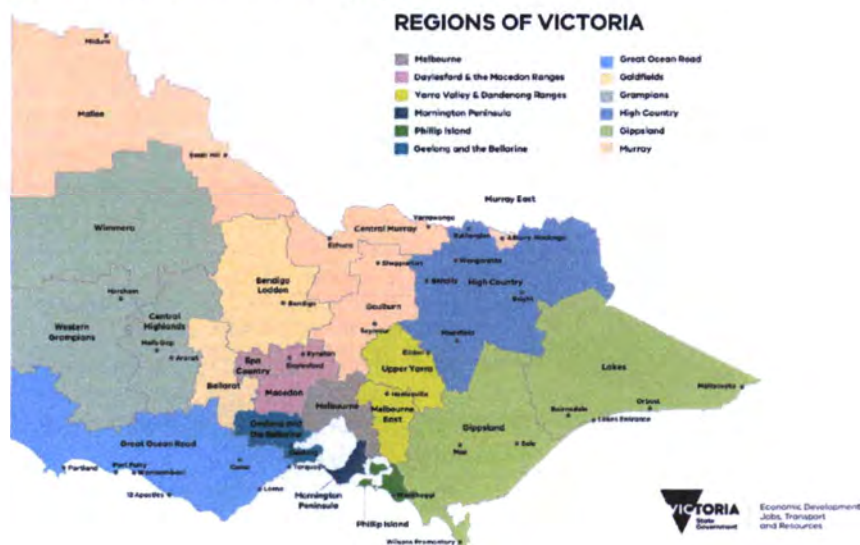 REGIONS OF VICTORIA
Melbourne
Daylesford & the Macedon Ranges
Yarra Valley & Dandenong Ranges
Mornington Peninsula
Phillip Island
Geelong and the Bellarine
Great Ocean Road
Goldfields
Grampians
High Country
Gippsland
Murray
Mildura
Mallee
Swan Hill
Murray East
Wimmera
Yarrawonga
Central Murray
Rutherglen
Albury Wodonga
Echuca
Shepparton
Wangaratta
Benalla
High Country
Bright
Bendigo
Loddon
Bendigo
Horsham
Goulburn
Central
Highlands
Western
Grampians
Halls Gap
Ararat
Seymour
Mansfield
Spa
Country
Kyneton
Daylesford
Eildon
Upper Yarra
Lakes
Ballarat
Macedon
Melbourne
Healesville
Melbourne
East
Mallacoota
Gippsland
Bairnsdale
Orbost
Lakes Entrance
Great Ocean Road
Geelong and
the Bellarine
Geelong
Sale
Moe
Portland
Port Fairy
Warrnambool
Colac
Torquay
12 Apostles
Lorne
Mornington
Peninsula
Phillip Island
Wilsons Promontory
VICTORIA
State
Government
Economic Development
Jobs, Transport
and Resources